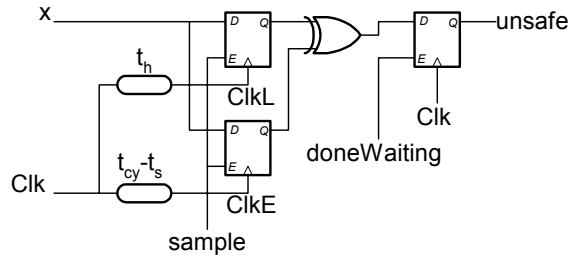 x
D Q
E
unsafe
D Q
E
t_h
ClkL
Clk
D Q
E
doneWaiting
Clk
t_cy-t_s
ClkE
sample